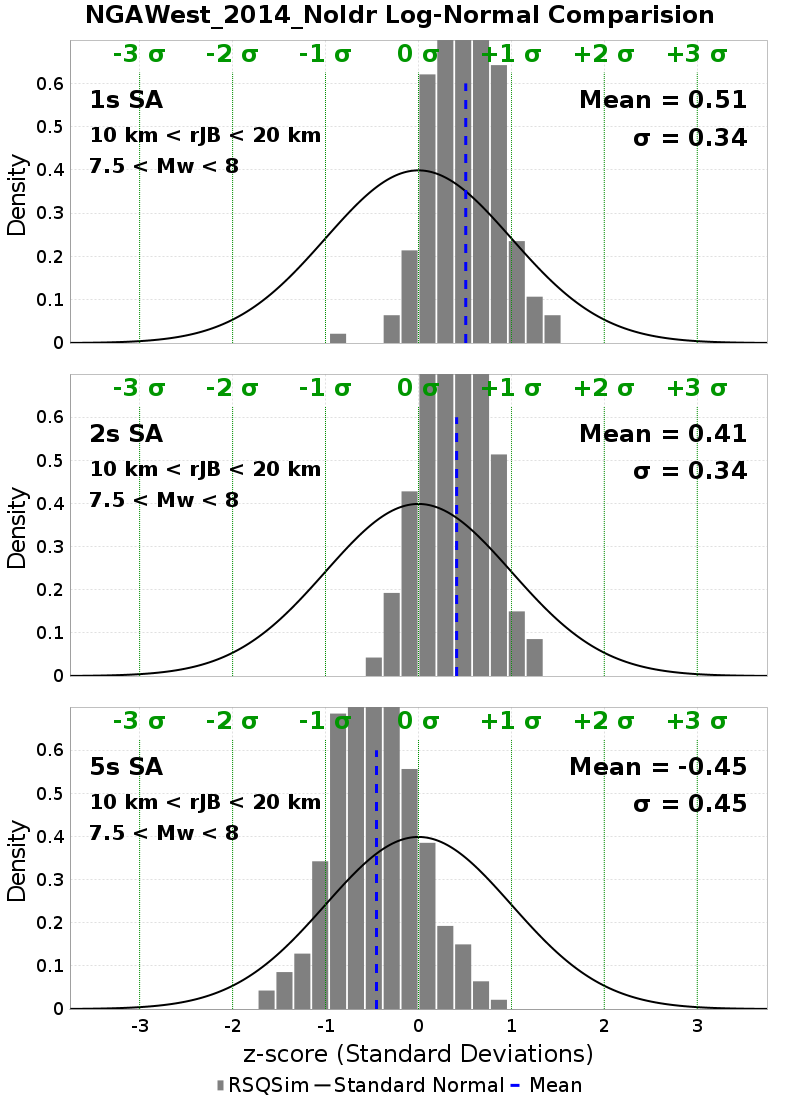 NGAWest_2014_NoIdr Log-Normal Comparision
-3 σ -2 σ -1 σ 0 σ +1 σ +2 σ +3 σ
1s SA Mean = 0.51
10 km < rJB < 20 km σ = 0.34
7.5 < Mw < 8
0.6
0.5
0.4
0.3
0.2
0.1
0
Density
-3 σ -2 σ -1 σ 0 σ +1 σ +2 σ +3 σ
2s SA Mean = 0.41
10 km < rJB < 20 km σ = 0.34
7.5 < Mw < 8
0.6
0.5
0.4
0.3
0.2
0.1
0
Density
-3 σ -2 σ -1 σ 0 σ +1 σ +2 σ +3 σ
5s SA Mean = -0.45
10 km < rJB < 20 km σ = 0.45
7.5 < Mw < 8
0.6
0.5
0.4
0.3
0.2
0.1
0
Density
-3 -2 -1 0 1 2 3
z-score (Standard Deviations)
RSQSim Standard Normal Mean